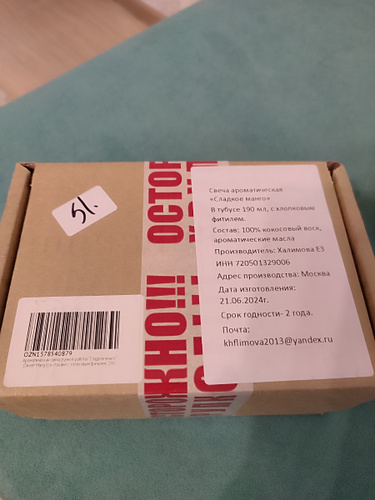 51.
ОСТОРО
ЖНО!!!
Свеча ароматическая
«Сладкое манго»
В тубусе 190 мл, с хлопковым
фитилем.
Состав: 100% кокосовый воск,
ароматические масла
Производитель: Халимова ЕЗ
ИНН 720501329006
Адрес производства: Москва
Дата изготовления:
21.06.2024г.
Срок годности- 2 года.
Почта:
khflimova2013@yandex.ru
OZN1578540879